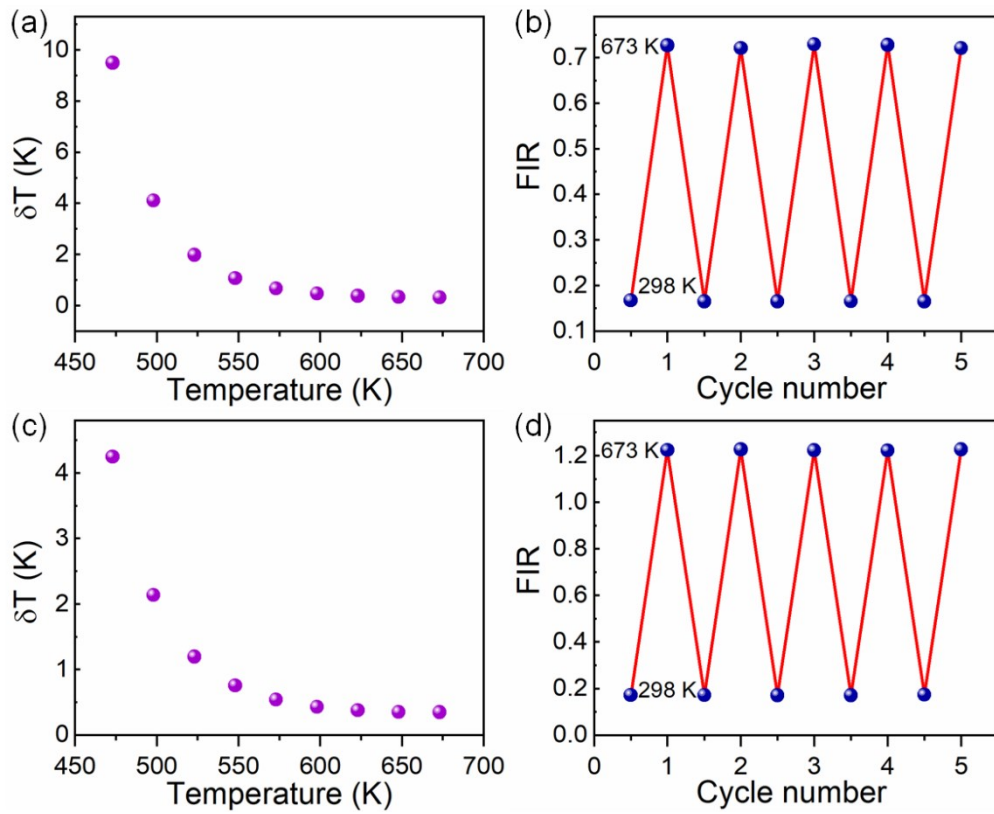 (a)
10
8
6
4
2
0
δT (K)
450 500 550 600 650 700
Temperature (K)
(b)
0.7
0.6
0.5
0.4
0.3
0.2
0.1
FIR
673 K
298 K
0 1 2 3 4 5
Cycle number
(c)
4
3
2
1
0
δT (K)
450 500 550 600 650 700
Temperature (K)
(d)
1.2
1.0
0.8
0.6
0.4
0.2
0.0
FIR
673 K
298 K
0 1 2 3 4 5
Cycle number